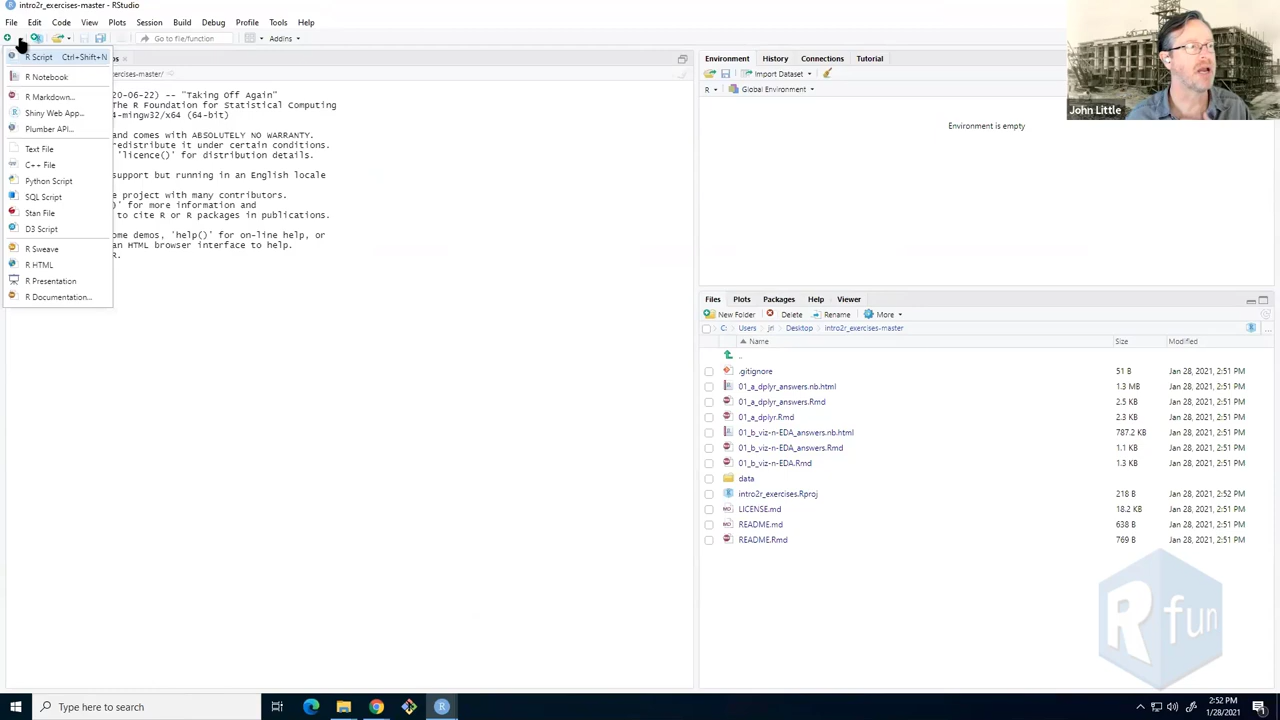 intro2r_exercises-master - RStudio
File Edit Code View Plots Session Build Debug Profile Tools Help
Go to file/function Addins
R Script Ctrl+Shift+N
R Notebook
R Markdown...
Shiny Web App...
Plumber API...
Text File
C++ File
Python Script
SQL Script
Stan File
D3 Script
R Sweave
R HTML
R Presentation
R Documentation...
ercises-master/
20-06-22) -- "Taking Off Again"
The R Foundation for Statistical Computing
4-mingw32/x64 (64-bit)
and comes with ABSOLUTELY NO WARRANTY.
redistribute it under certain conditions.
'licence()' for distribution details.
support but running in an English locale
e project with many contributors.
)' for more information and
to cite R or R packages in publications.
ome demos, 'help()' for on-line help, or
an HTML browser interface to help.
R.
Environment History Connections Tutorial
Import Dataset
R Global Environment
Environment is empty
John Little
Files Plots Packages Help Viewer
New Folder Delete Rename More
C: Users jrl Desktop intro2r_exercises-master
Name Size Modified
..
.gitignore 51 B Jan 28, 2021, 2:51 PM
01_a_dplyr_answers.nb.html 1.3 MB Jan 28, 2021, 2:51 PM
01_a_dplyr_answers.Rmd 2.5 KB Jan 28, 2021, 2:51 PM
01_a_dplyr.Rmd 2.3 KB Jan 28, 2021, 2:51 PM
01_b_viz-n-EDA_answers.nb.html 787.2 KB Jan 28, 2021, 2:51 PM
01_b_viz-n-EDA_answers.Rmd 1.1 KB Jan 28, 2021, 2:51 PM
01_b_viz-n-EDA.Rmd 1.3 KB Jan 28, 2021, 2:51 PM
data
intro2r_exercises.Rproj 218 B Jan 28, 2021, 2:52 PM
LICENSE.md 18.2 KB Jan 28, 2021, 2:51 PM
README.md 638 B Jan 28, 2021, 2:51 PM
README.Rmd 769 B Jan 28, 2021, 2:51 PM
R fun
Type here to search
2:52 PM
1/28/2021